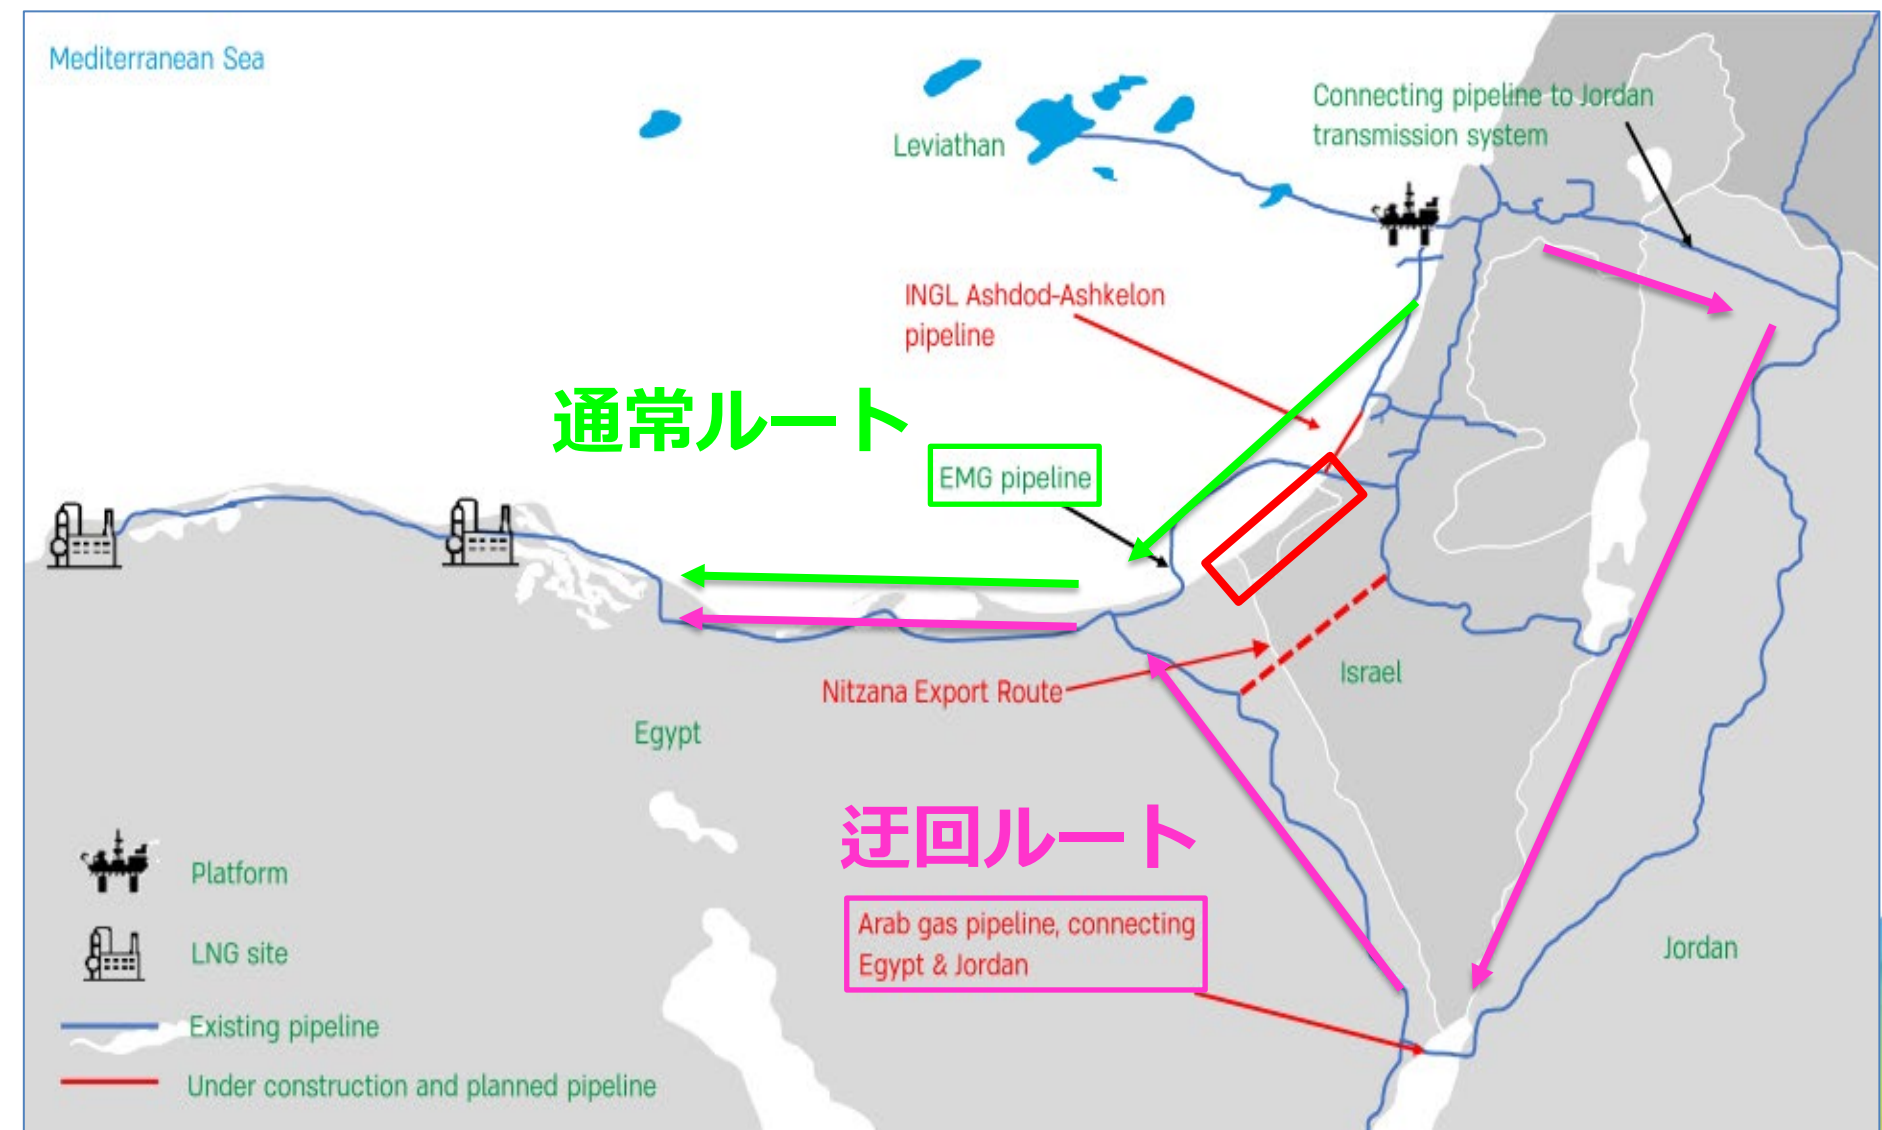 Mediterranean Sea
Leviathan
Connecting pipeline to Jordan
transmission system
INGL Ashdod-Ashkelon
pipeline
通常ルート
EMG pipeline
Nitzana Export Route
Israel
Egypt
迂回ルート
Arab gas pipeline, connecting
Egypt & Jordan
Jordan
Platform
LNG site
Existing pipeline
Under construction and planned pipeline